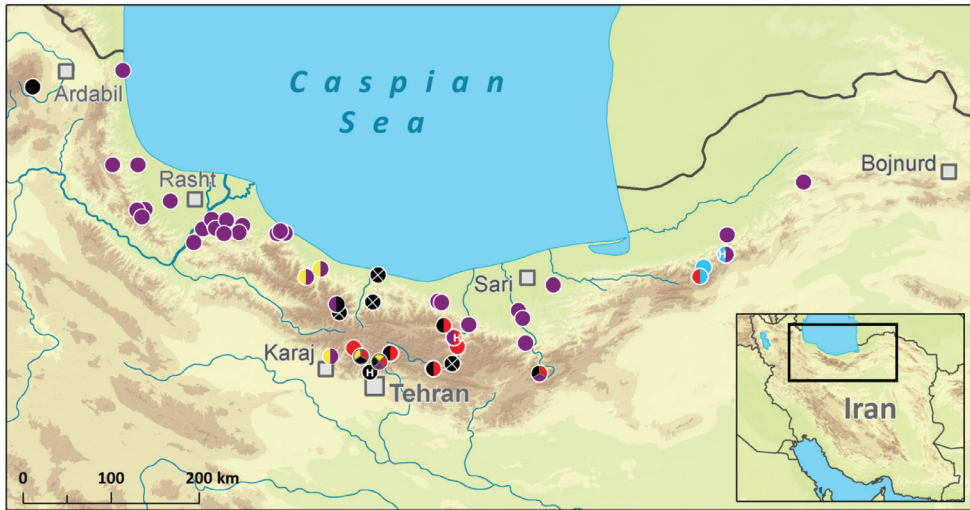 Caspian
Sea
Ardabil
Rasht
Bojnurd
Sari
H
H
Karaj
H
Tehran
Iran
0 100 200 km